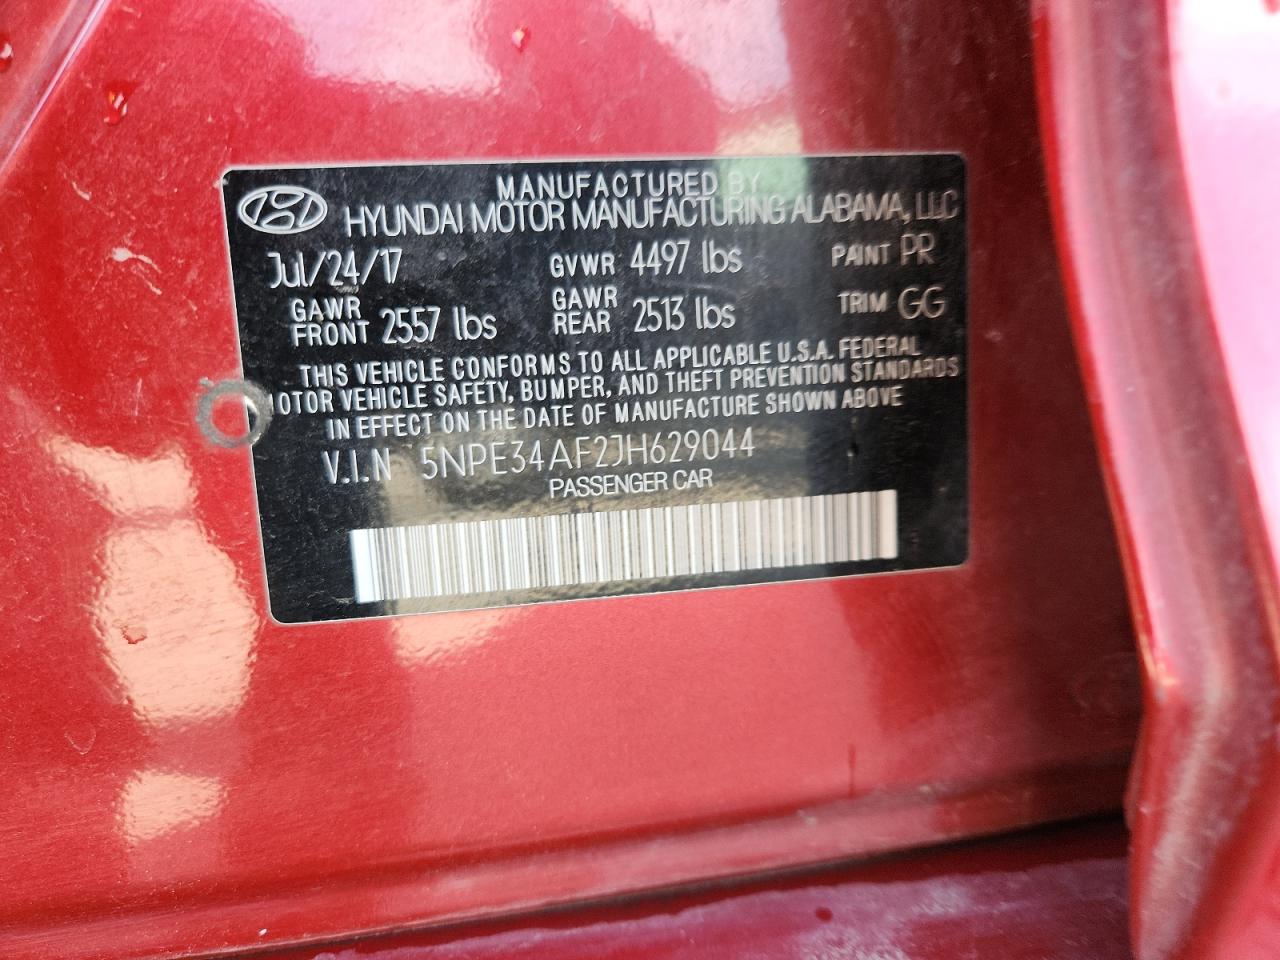 MANUFACTURED BY
HYUNDAI MOTOR MANUFACTURING ALABAMA, LLC
Jul/24/17 GVWR 4497 lbs PAINT PR
GAWR FRONT 2557 lbs GAWR REAR 2513 lbs TRIM GG
THIS VEHICLE CONFORMS TO ALL APPLICABLE U.S.A. FEDERAL
MOTOR VEHICLE SAFETY, BUMPER, AND THEFT PREVENTION STANDARDS
IN EFFECT ON THE DATE OF MANUFACTURE SHOWN ABOVE
V.I.N 5NPE34AF2JH629044
PASSENGER CAR